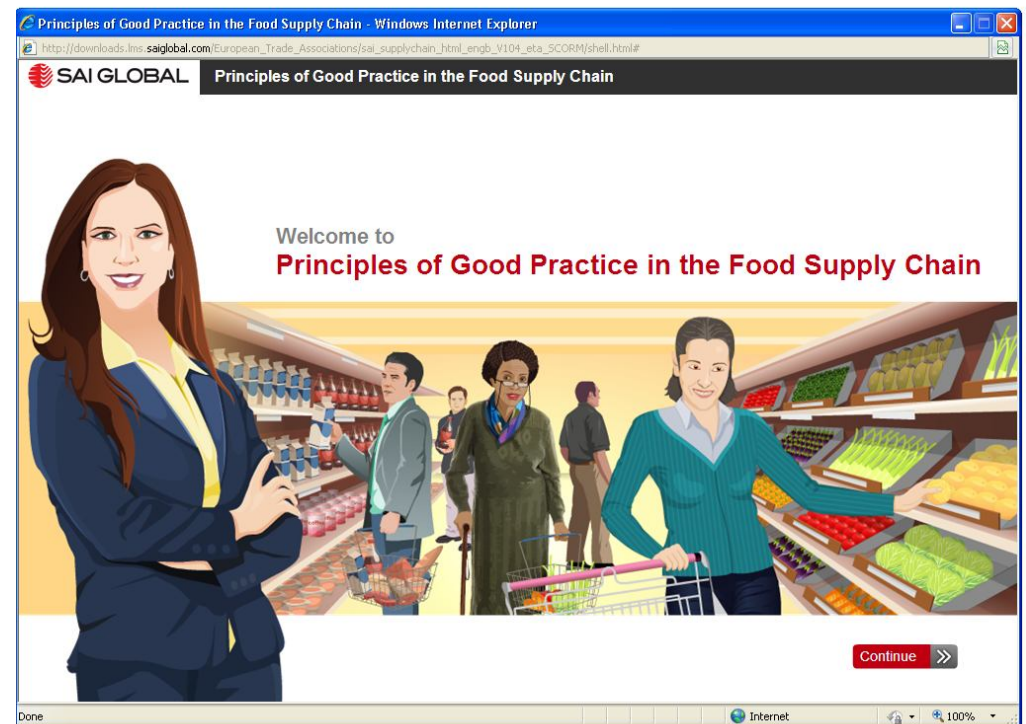 Principles of Good Practice in the Food Supply Chain - Windows Internet Explorer
http://downloads.lms.saiglobal.com/European_Trade_Associations/sai_supplychain_html_engb_V104_eta_SCORM/shell.html#
SAI GLOBAL
Principles of Good Practice in the Food Supply Chain
Welcome to
Principles of Good Practice in the Food Supply Chain
Continue
Done
Internet
100%